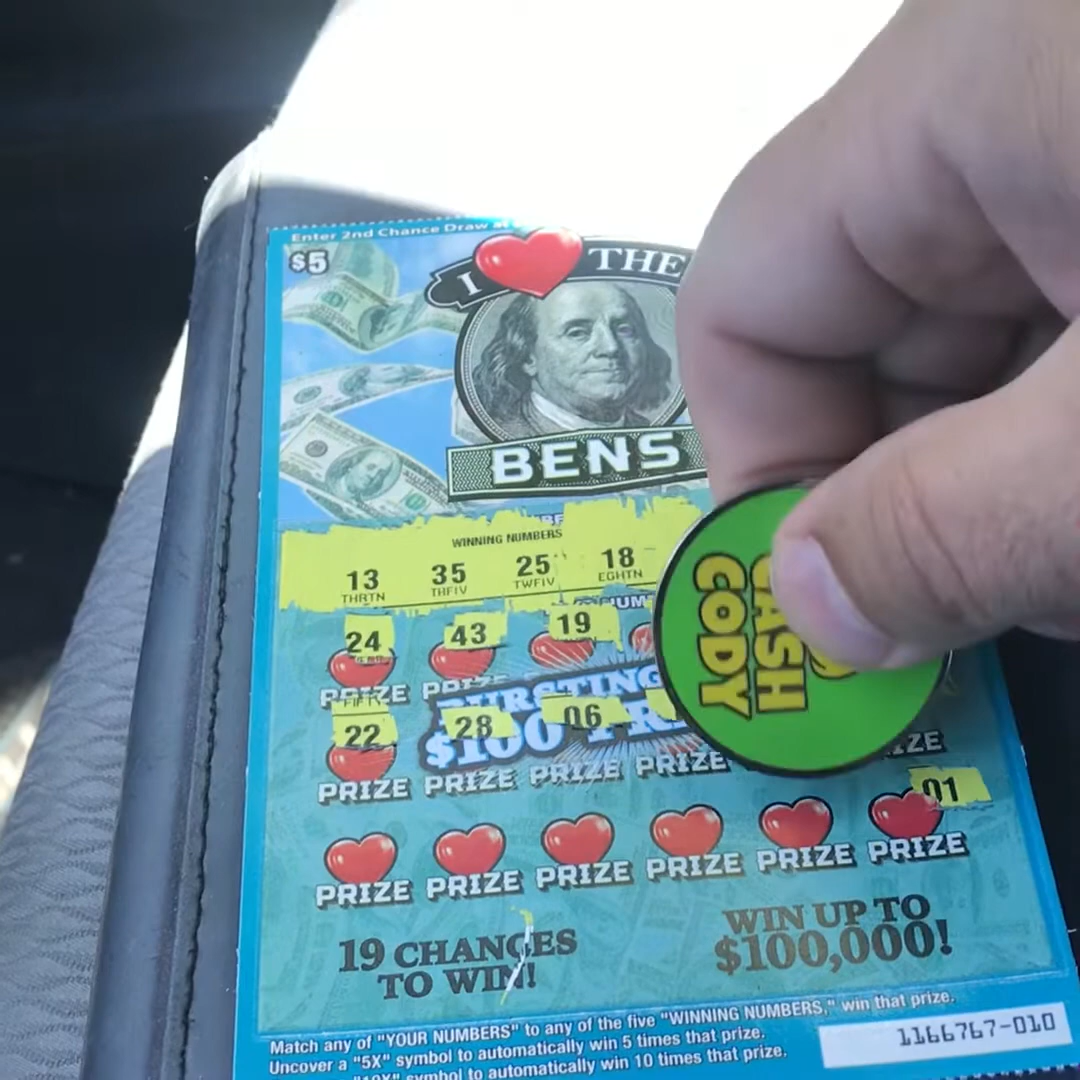 Enter 2nd Chance Draw
$5
I THE
BENS
WINNING NUMBERS
13 35 25 18
THRTN THFIV TWFIV EGHTN
24 43 19
PRIZE PRIZE
BURSTING
FIFTY
22 28 06
$100
PRIZE PRIZE PRIZE PRIZE
01
PRIZE PRIZE PRIZE PRIZE PRIZE PRIZE
19 CHANCES
TO WIN!
WIN UP TO
$100,000!
Match any of "YOUR NUMBERS" to any of the five "WINNING NUMBERS," win that prize.
Uncover a "5X" symbol to automatically win 5 times that prize.
"10X" symbol to automatically win 10 times that prize.
1166767-010
CASH
CODY